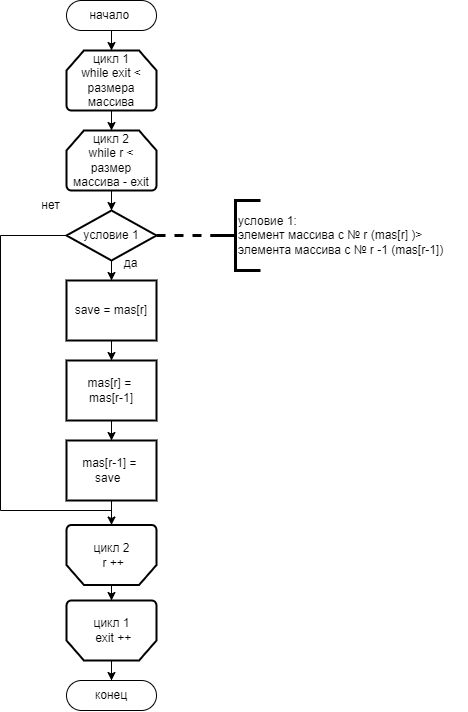 начало
цикл 1
while exit <
размера
массива
цикл 2
while r <
размер
массива - exit
нет
условие 1
условие 1:
элемент массива с № r (mas[r] )>
элемента массива с № r -1 (mas[r-1])
да
save = mas[r]
mas[r] =
mas[r-1]
mas[r-1] =
save
цикл 2
r ++
цикл 1
exit ++
конец